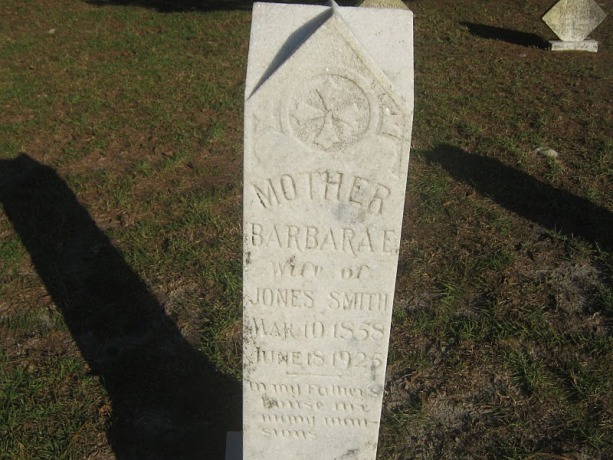 MOTHER
BARBARA E
Wife of
JONES SMITH
MAR 10 1858
JUNE 18 1925
In my Father's
house are
many man-
sions